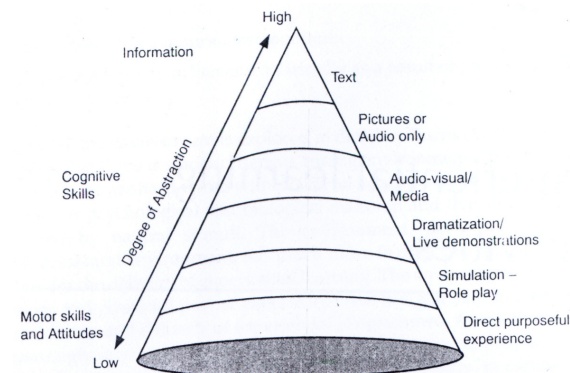 High
Information
Text
Pictures or
Audio only
Degree of Abstraction
Cognitive
Skills
Audio-visual/
Media
Dramatization/
Live demonstrations
Simulation –
Role play
Motor skills
and Attitudes
Direct purposeful
experience
Low